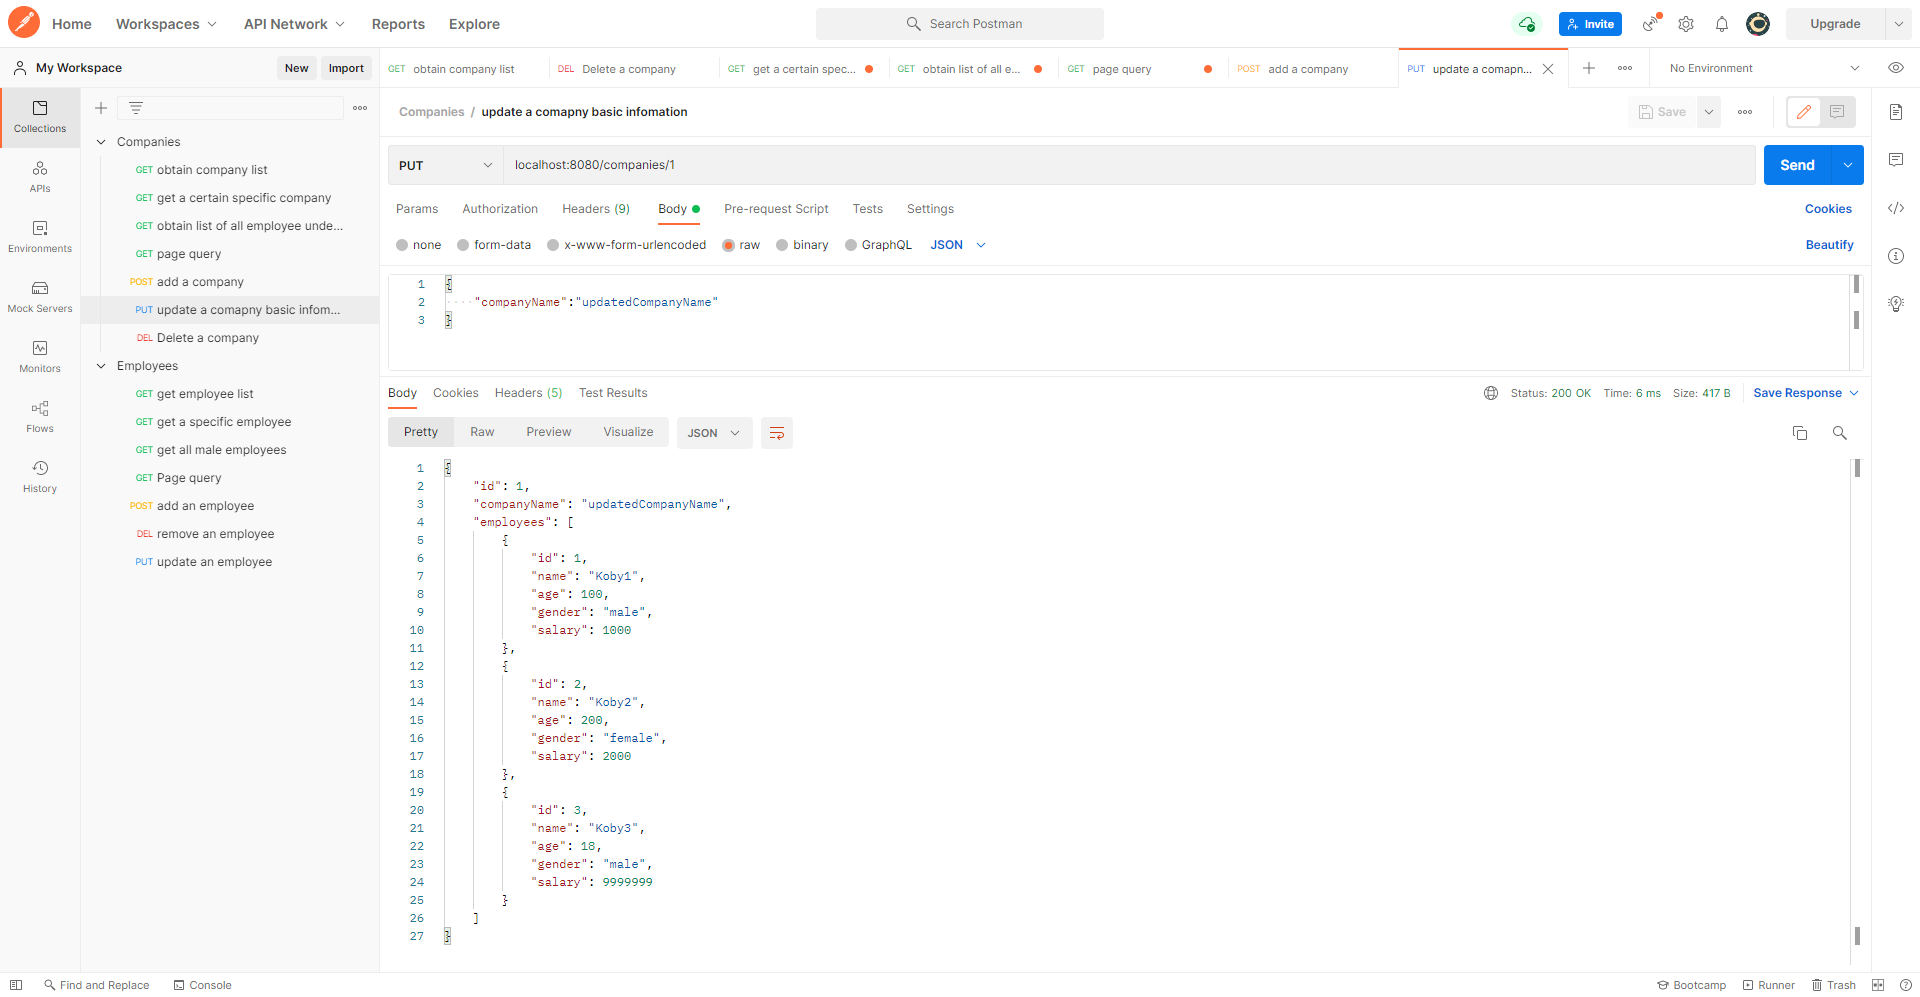 Home Workspaces API Network Reports Explore Search Postman Invite Upgrade
My Workspace New Import GET obtain company list DEL Delete a company GET get a certain spec... GET obtain list of all e... GET page query POST add a company PUT update a comapn... No Environment
Collections
APIs
Environments
Mock Servers
Monitors
Flows
History
Companies
GET obtain company list
GET get a certain specific company
GET obtain list of all employee unde...
GET page query
POST add a company
PUT update a comapny basic infom...
DEL Delete a company
Employees
GET get employee list
GET get a specific employee
GET get all male employees
GET Page query
POST add an employee
DEL remove an employee
PUT update an employee
Companies / update a comapny basic infomation Save
PUT localhost:8080/companies/1 Send
Params Authorization Headers (9) Body Pre-request Script Tests Settings Cookies
none form-data x-www-form-urlencoded raw binary GraphQL JSON Beautify
1 {
2 "companyName":"updatedCompanyName"
3 }
Body Cookies Headers (5) Test Results Status: 200 OK Time: 6 ms Size: 417 B Save Response
Pretty Raw Preview Visualize JSON
1 {
2 "id": 1,
3 "companyName": "updatedCompanyName",
4 "employees": [
5 {
6 "id": 1,
7 "name": "Koby1",
8 "age": 100,
9 "gender": "male",
10 "salary": 1000
11 },
12 {
13 "id": 2,
14 "name": "Koby2",
15 "age": 200,
16 "gender": "female",
17 "salary": 2000
18 },
19 {
20 "id": 3,
21 "name": "Koby3",
22 "age": 18,
23 "gender": "male",
24 "salary": 9999999
25 }
26 ]
27 }
Find and Replace Console Bootcamp Runner Trash